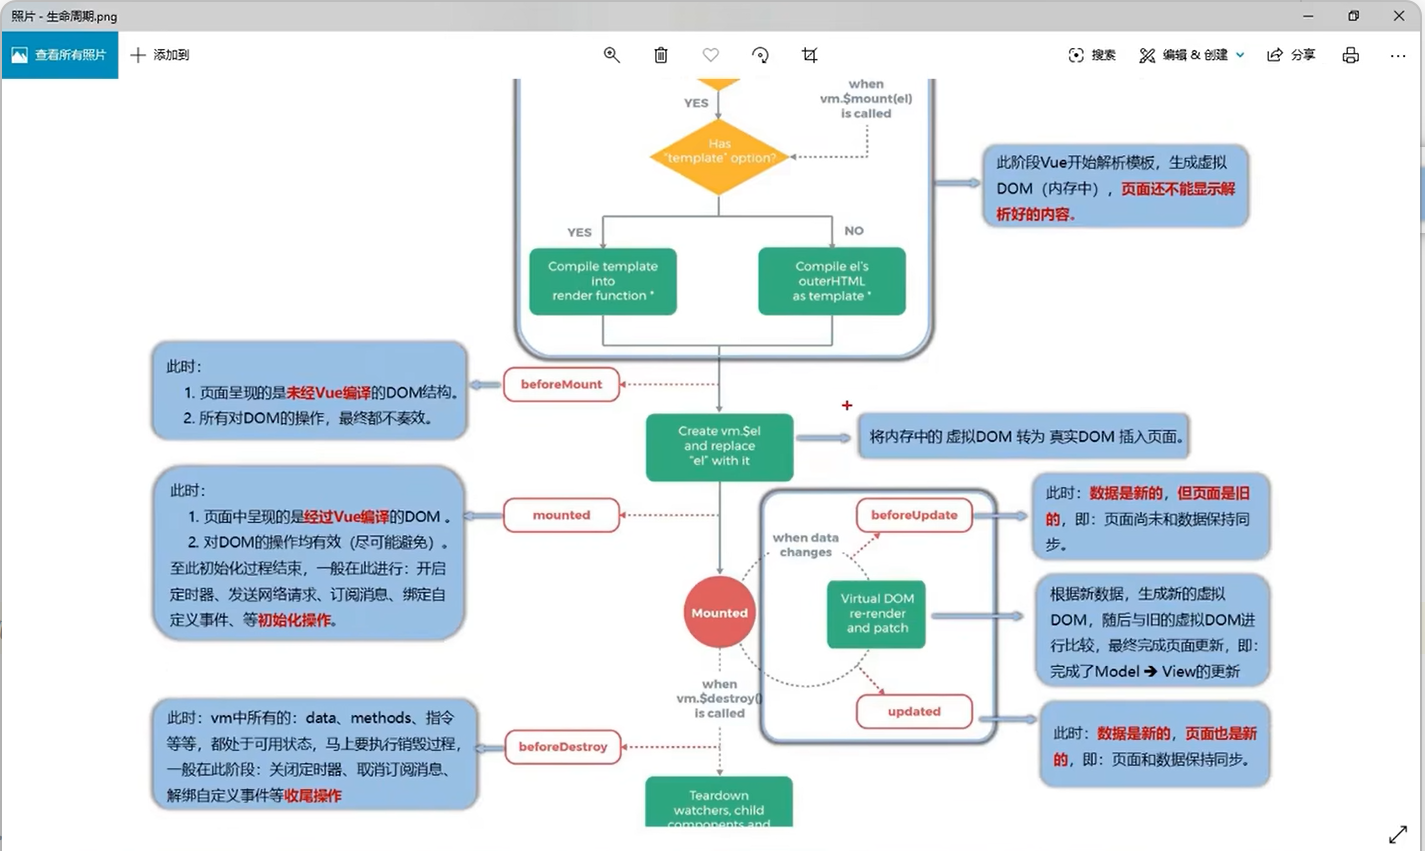 照片 - 生命周期.png
查看所有照片
添加到
搜索
编辑 & 创建
分享
YES
when
vm.$mount(el)
is called
Has
"template" option?
此阶段Vue开始解析模板，生成虚拟
DOM（内存中），页面还不能显示解
析好的内容。
YES
NO
Compile template
into
render function *
Compile el's
outerHTML
as template *
此时：
1. 页面呈现的是未经Vue编译的DOM结构。
2. 所有对DOM的操作，最终都不奏效。
beforeMount
Create vm.$el
and replace
"el" with it
将内存中的 虚拟DOM 转为 真实DOM 插入页面。
此时：
1. 页面中呈现的是经过Vue编译的DOM 。
2. 对DOM的操作均有效（尽可能避免）。
至此初始化过程结束，一般在此进行：开启
定时器、发送网络请求、订阅消息、绑定自
定义事件、等初始化操作。
mounted
beforeUpdate
此时：数据是新的，但页面是旧
的，即：页面尚未和数据保持同
步。
when data
changes
Mounted
Virtual DOM
re-render
and patch
根据新数据，生成新的虚拟
DOM，随后与旧的虚拟DOM进
行比较，最终完成页面更新，即：
完成了Model ➔ View的更新
when
vm.$destroy()
is called
updated
此时：数据是新的，页面也是新
的，即：页面和数据保持同步。
此时：vm中所有的：data、methods、指令
等等，都处于可用状态，马上要执行销毁过程，
一般在此阶段：关闭定时器、取消订阅消息、
解绑自定义事件等收尾操作
beforeDestroy
Teardown
watchers, child
components and